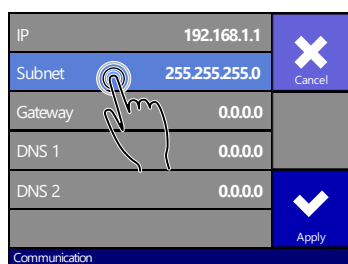 IP 192.168.1.1
Subnet 255.255.255.0
Cancel
Gateway 0.0.0.0
DNS 1 0.0.0.0
DNS 2 0.0.0.0
Apply
Communication